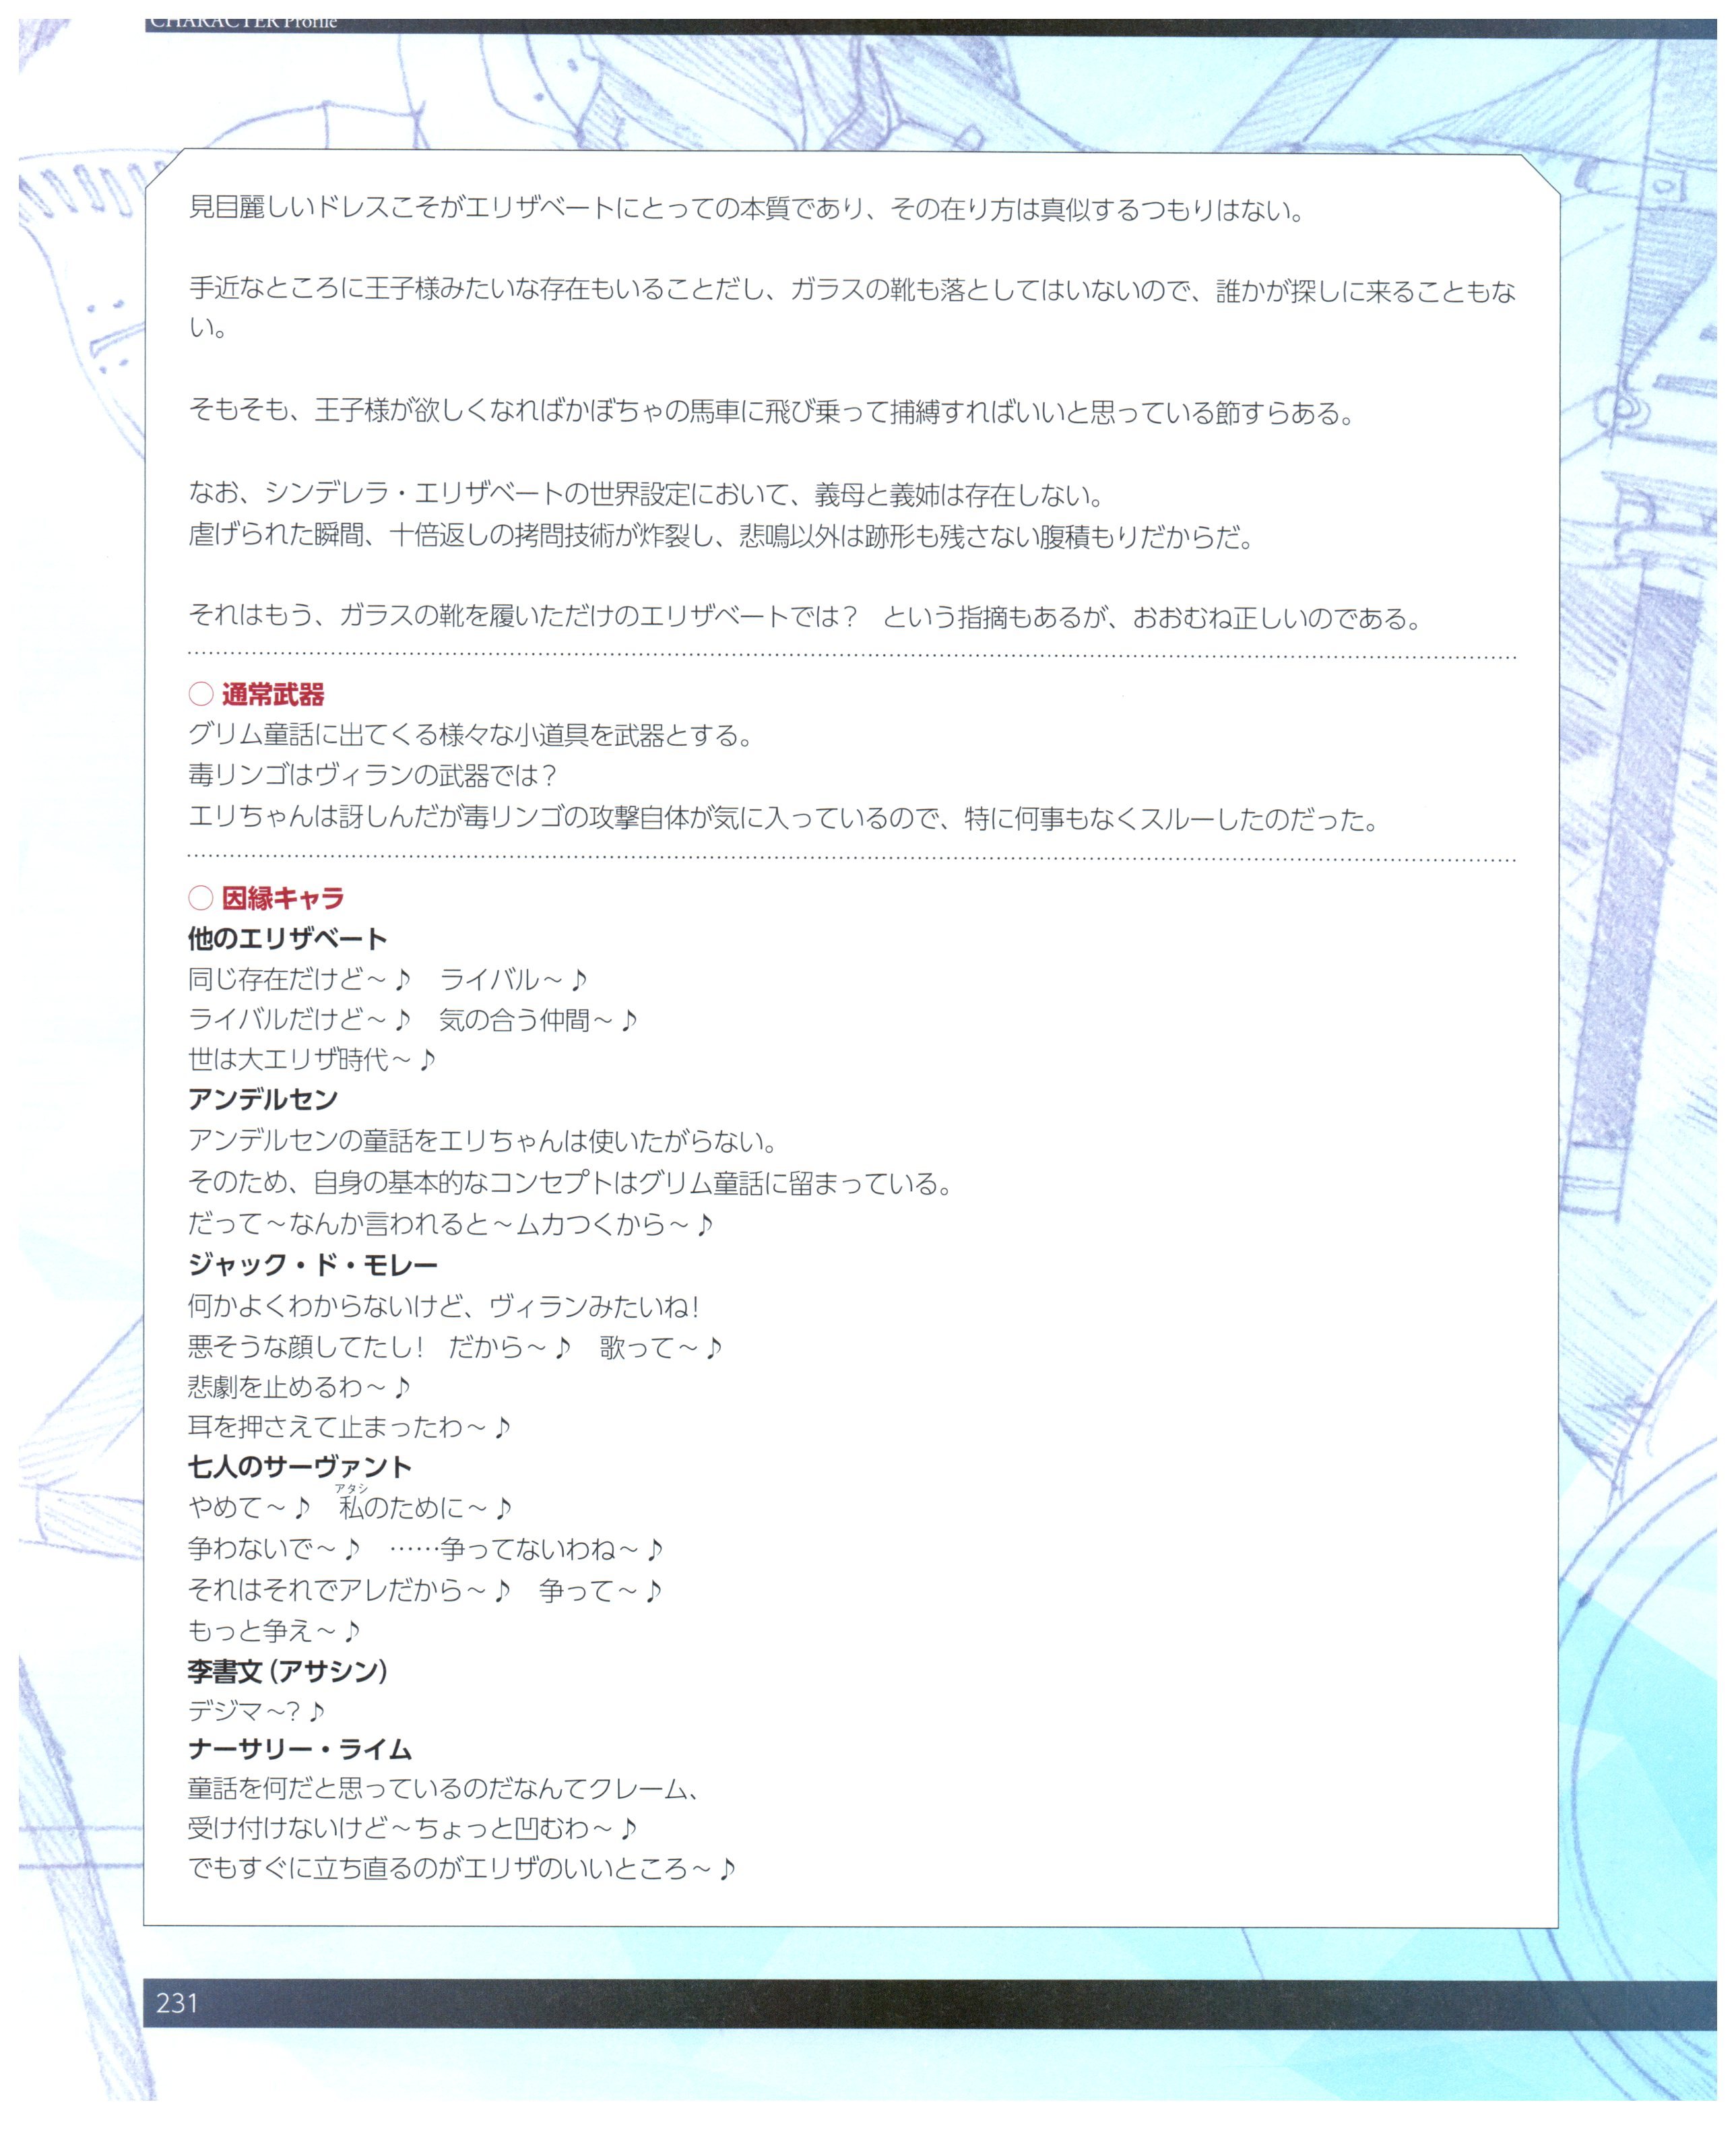 CHARACTER Profile
見目麗しいドレスこそがエリザベートにとっての本質であり、その在り方は真似するつもりはない。
手近なところに王子様みたいな存在もいることだし、ガラスの靴も落としてはいないので、誰かが探しに来ることもな
い。
そもそも、王子様が欲しくなればかぼちゃの馬車に飛び乗って捕縛すればいいと思っている節すらある。
なお、シンデレラ・エリザベートの世界設定において、義母と義姉は存在しない。
虐げられた瞬間、十倍返しの拷問技術が炸裂し、悲鳴以外は跡形も残さない腹積もりだからだ。
それはもう、ガラスの靴を履いただけのエリザベートでは？　という指摘もあるが、おおむね正しいのである。
○ 通常武器
グリム童話に出てくる様々な小道具を武器とする。
毒リンゴはヴィランの武器では？
エリちゃんは訝しんだが毒リンゴの攻撃自体が気に入っているので、特に何事もなくスルーしたのだった。
○ 因縁キャラ
他のエリザベート
同じ存在だけど～♪　ライバル～♪
ライバルだけど～♪　気の合う仲間～♪
世は大エリザ時代～♪
アンデルセン
アンデルセンの童話をエリちゃんは使いたがらない。
そのため、自身の基本的なコンセプトはグリム童話に留まっている。
だって～なんか言われると～ムカつくから～♪
ジャック・ド・モレー
何かよくわからないけど、ヴィランみたいね！
悪そうな顔してたし！　だから～♪　歌って～♪
悲劇を止めるわ～♪
耳を押さえて止まったわ～♪
七人のサーヴァント
アタシ
やめて～♪　私のために～♪
争わないで～♪　……争ってないわね～♪
それはそれでアレだから～♪　争って～♪
もっと争え～♪
李書文（アサシン）
デジマ～？♪
ナーサリー・ライム
童話を何だと思っているのだなんてクレーム、
受け付けないけど～ちょっと凹むわ～♪
でもすぐに立ち直るのがエリザのいいところ～♪
231